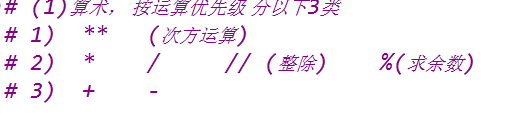 # (1)算术， 按运算优先级 分以下3类
# 1) ** (次方运算)
# 2) * / // (整除) %(求余数)
# 3) + -